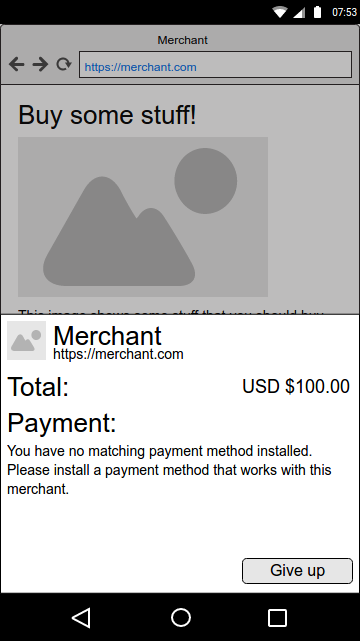 07:53
Merchant
https://merchant.com
Buy some stuff!
This image shows some stuff that you should buy
Merchant
https://merchant.com
Total:
USD $100.00
Payment:
You have no matching payment method installed.
Please install a payment method that works with this
merchant.
Give up